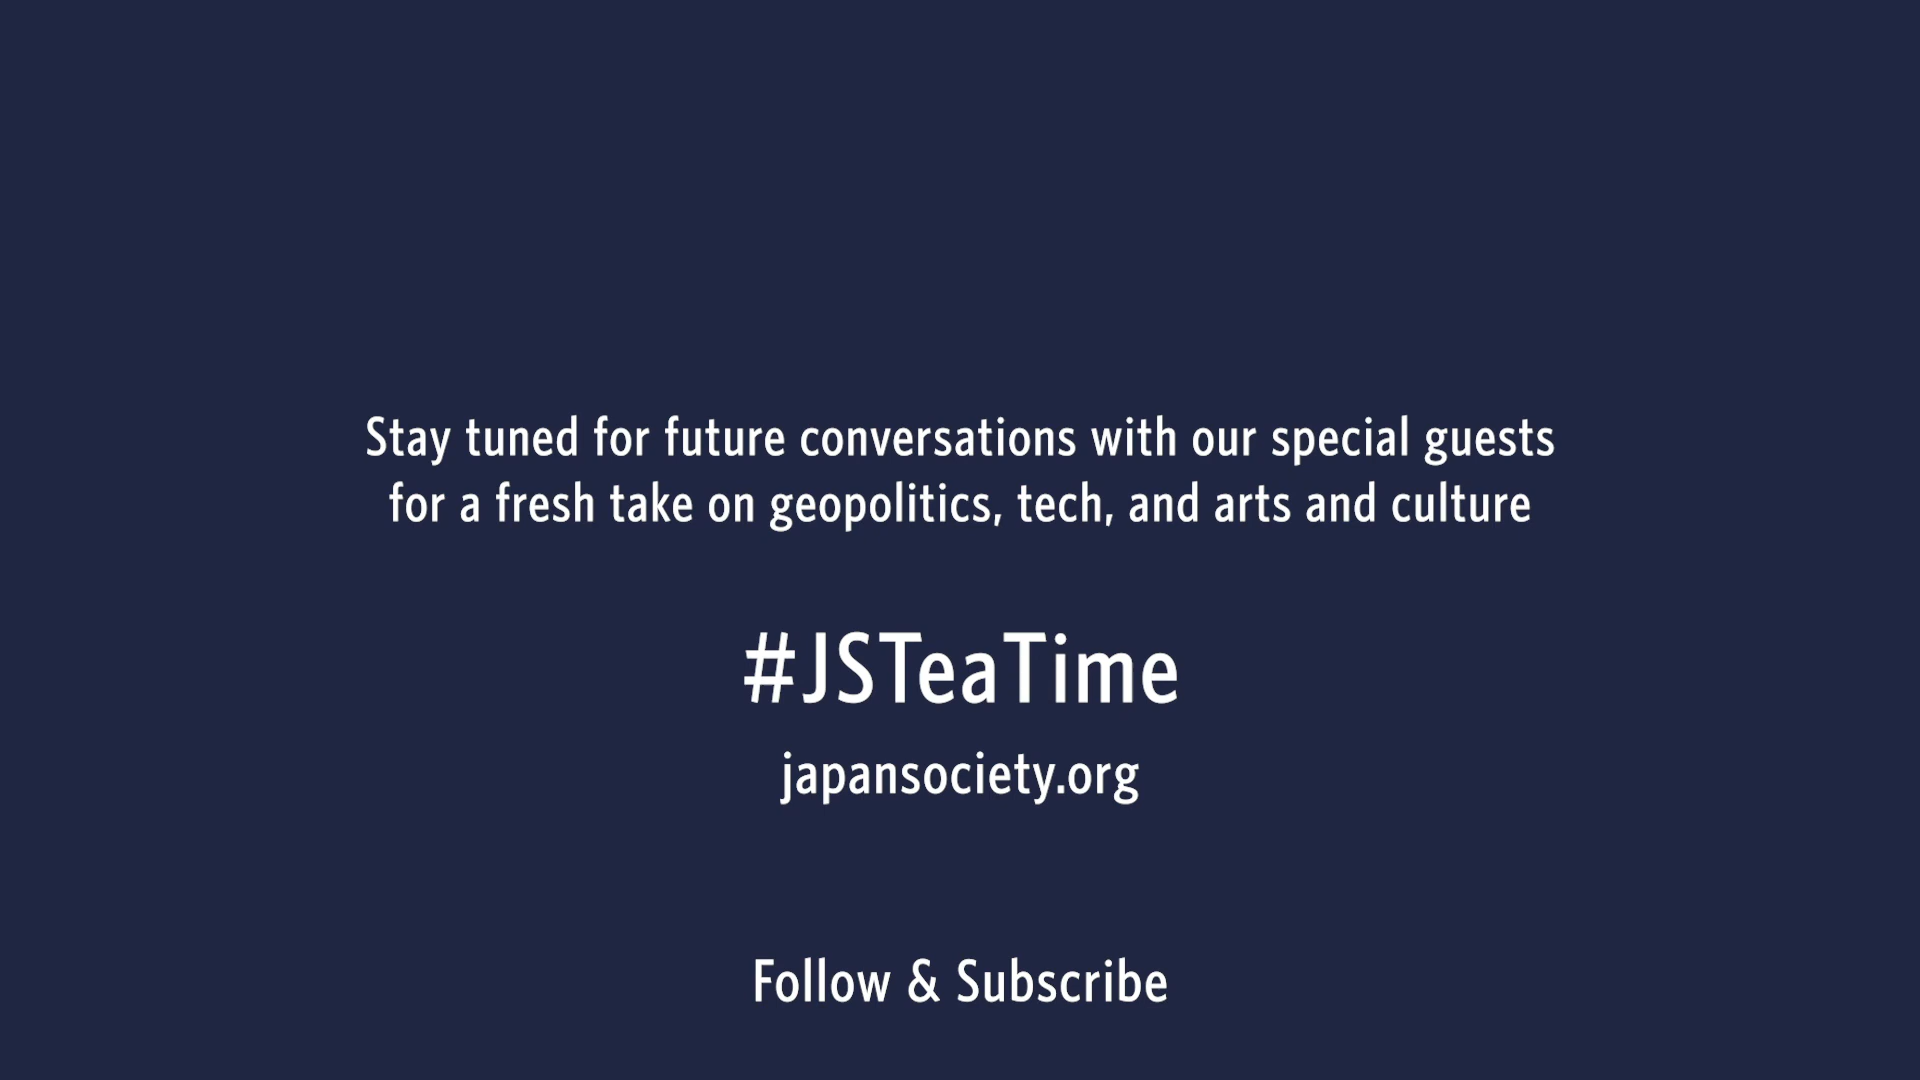 Stay tuned for future conversations with our special guests
for a fresh take on geopolitics, tech, and arts and culture
#JSTeaTime
japansociety.org
Follow & Subscribe